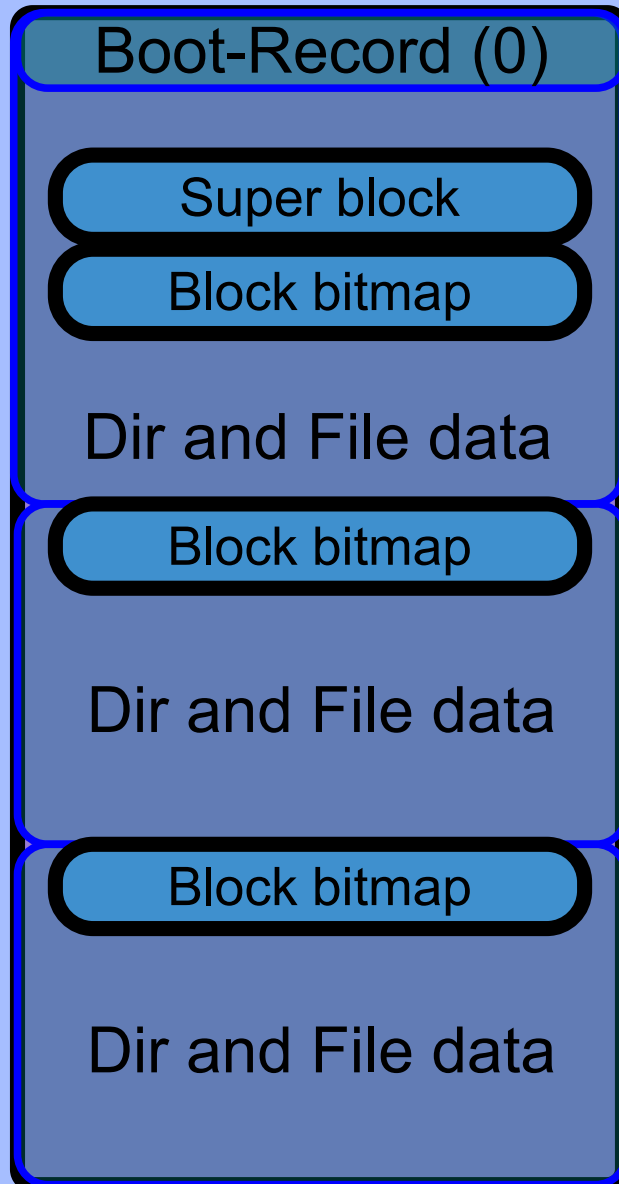 Boot-Record (0)
Super block
Block bitmap
Dir and File data
Block bitmap
Dir and File data
Block bitmap
Dir and File data